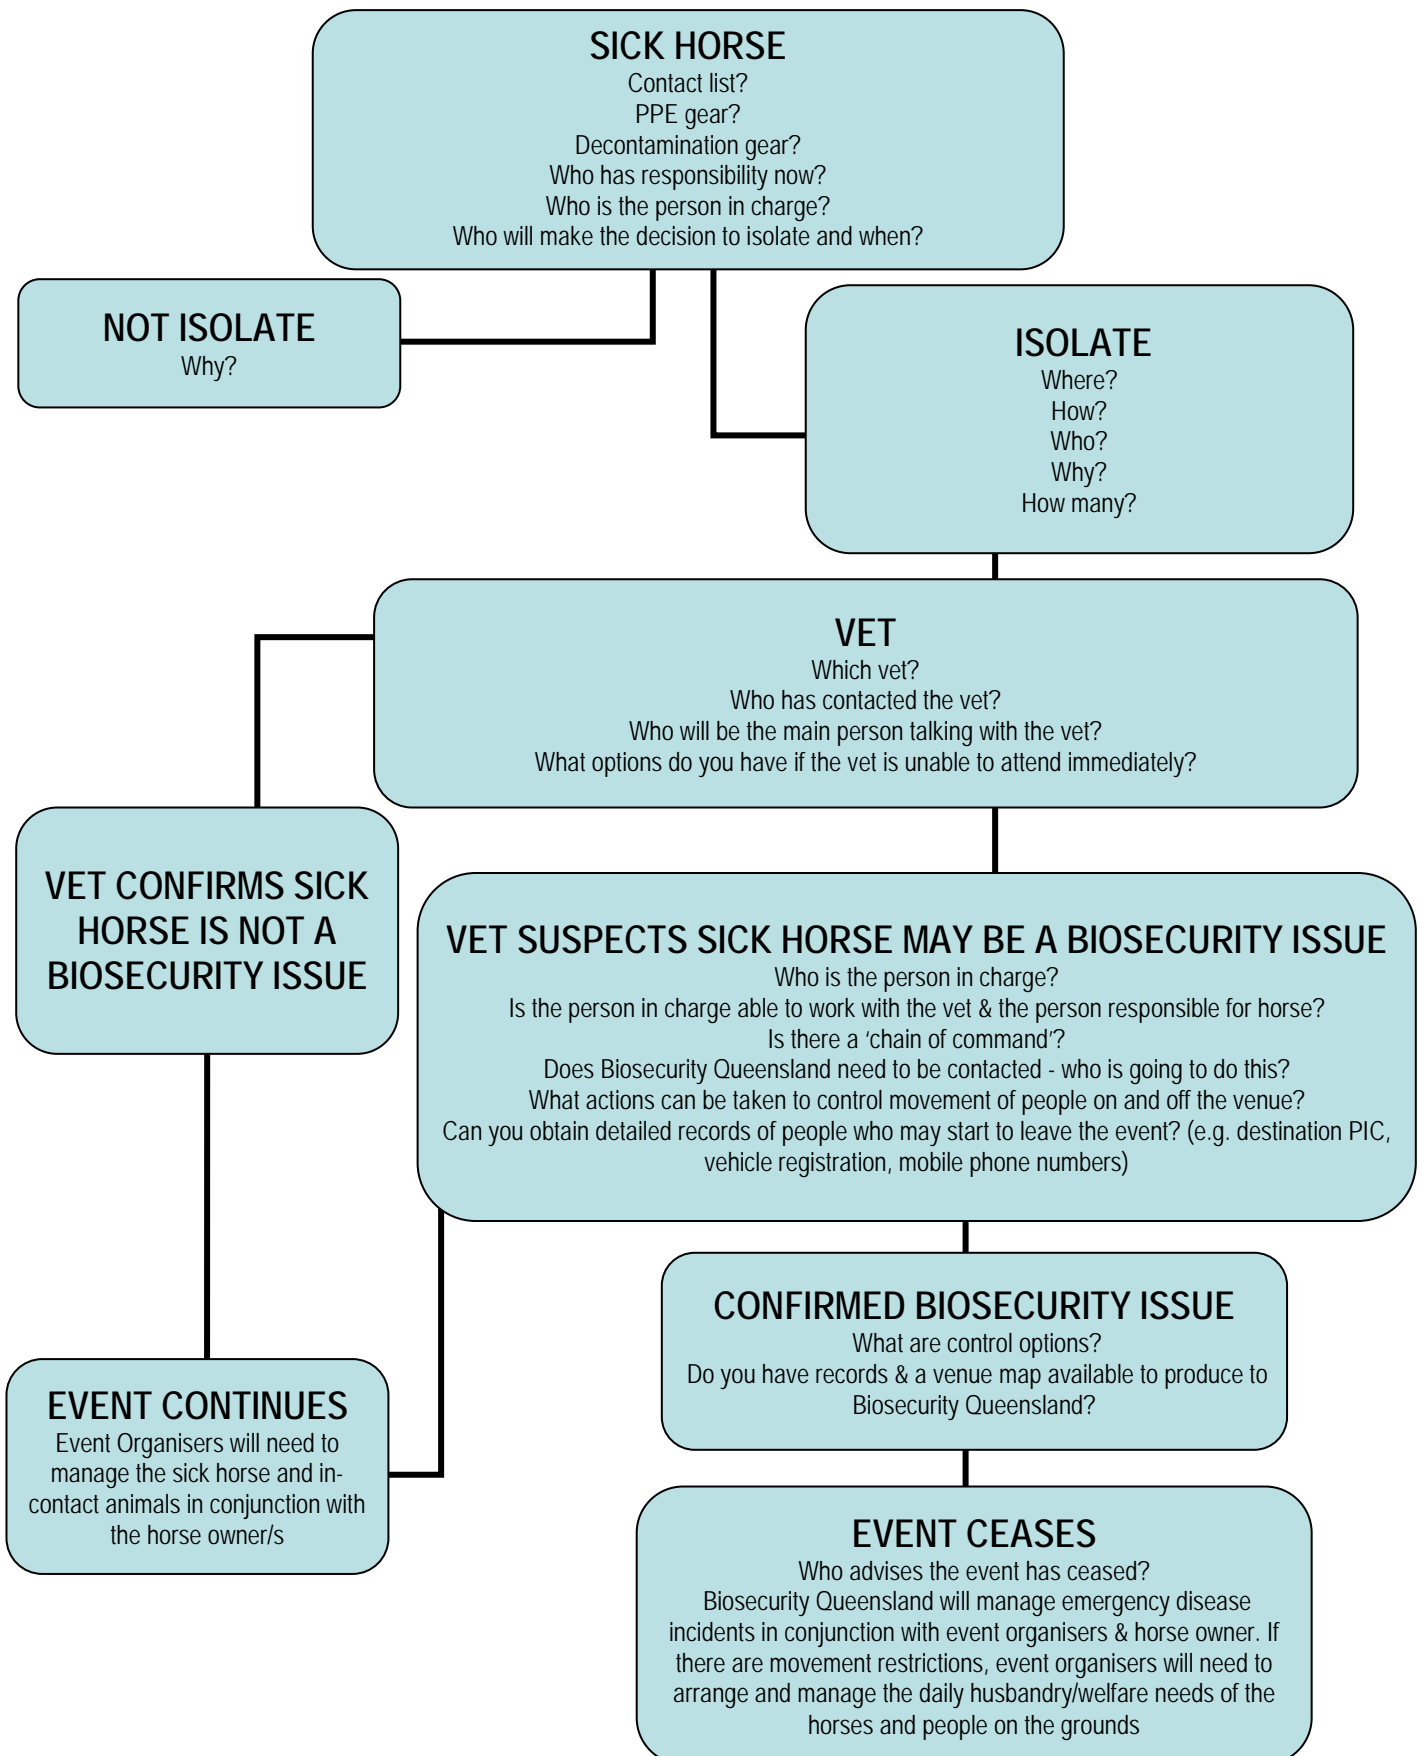 SICK HORSE
Contact list?
PPE gear?
Decontamination gear?
Who has responsibility now?
Who is the person in charge?
Who will make the decision to isolate and when?
NOT ISOLATE
Why?
ISOLATE
Where?
How?
Who?
Why?
How many?
VET
Which vet?
Who has contacted the vet?
Who will be the main person talking with the vet?
What options do you have if the vet is unable to attend immediately?
VET CONFIRMS SICK
HORSE IS NOT A
BIOSECURITY ISSUE
VET SUSPECTS SICK HORSE MAY BE A BIOSECURITY ISSUE
Who is the person in charge?
Is the person in charge able to work with the vet & the person responsible for horse?
Is there a ‘chain of command’?
Does Biosecurity Queensland need to be contacted - who is going to do this?
What actions can be taken to control movement of people on and off the venue?
Can you obtain detailed records of people who may start to leave the event? (e.g. destination PIC,
vehicle registration, mobile phone numbers)
CONFIRMED BIOSECURITY ISSUE
What are control options?
Do you have records & a venue map available to produce to
Biosecurity Queensland?
EVENT CONTINUES
Event Organisers will need to
manage the sick horse and in-
contact animals in conjunction with
the horse owner/s
EVENT CEASES
Who advises the event has ceased?
Biosecurity Queensland will manage emergency disease
incidents in conjunction with event organisers & horse owner. If
there are movement restrictions, event organisers will need to
arrange and manage the daily husbandry/welfare needs of the
horses and people on the grounds